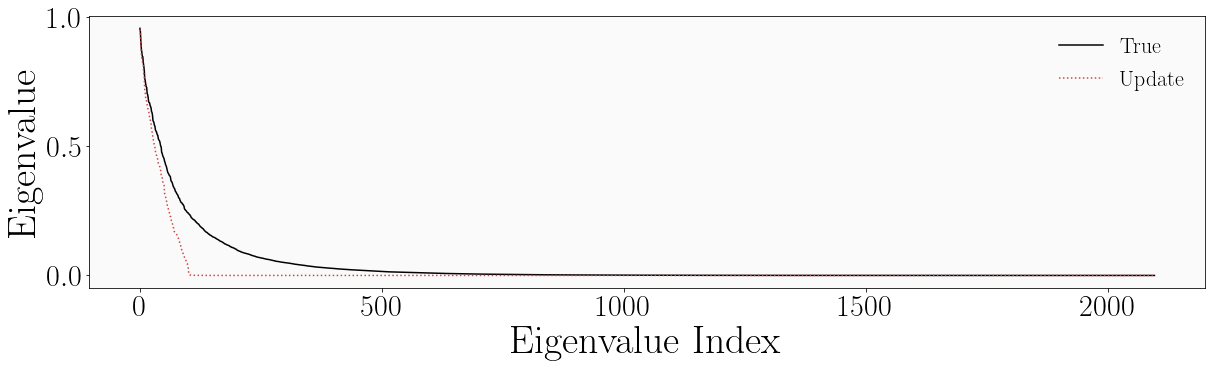 1.0
0.5
0.0
Eigenvalue
True
Update
0 500 1000 1500 2000
Eigenvalue Index